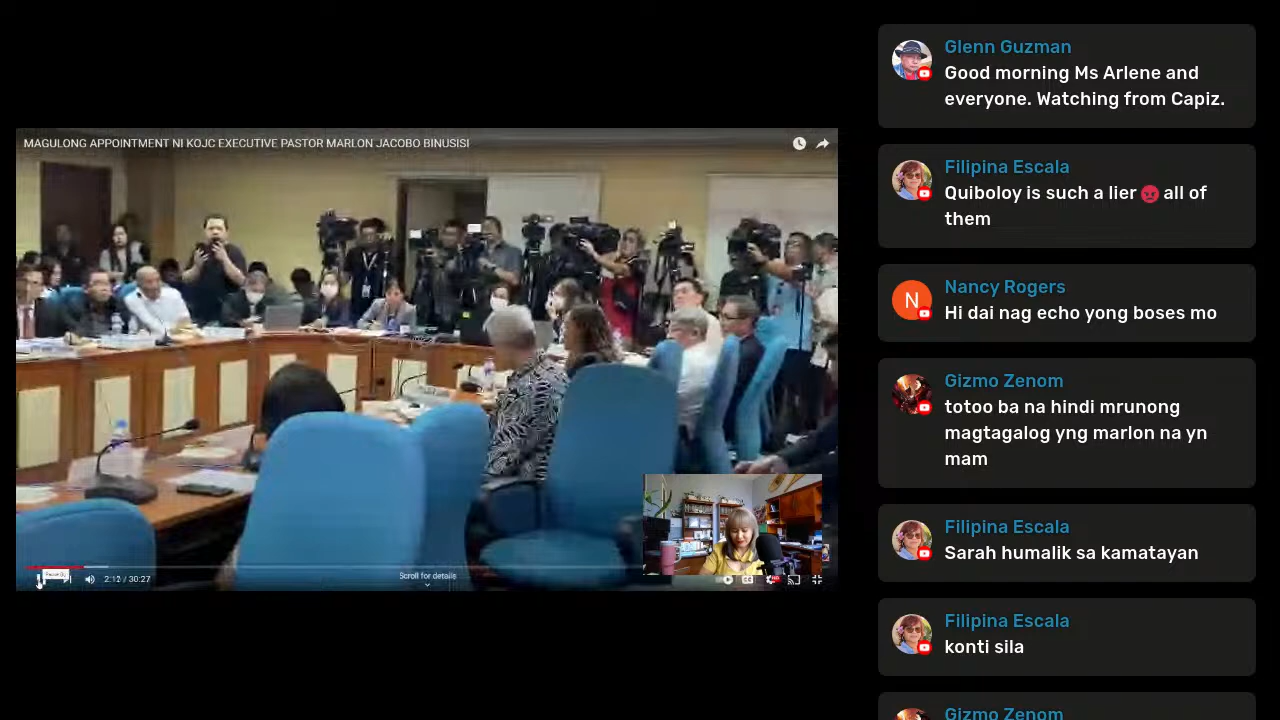 MAGULONG APPOINTMENT NI KOJC EXECUTIVE PASTOR MARLON JACOBO BINUSISI
2:12 / 30:27
Scroll for details
Glenn Guzman
Good morning Ms Arlene and
everyone. Watching from Capiz.
Filipina Escala
Quiboloy is such a lier 😡 all of
them
N
Nancy Rogers
Hi dai nag echo yong boses mo
Gizmo Zenom
totoo ba na hindi mrunong
magtagalog yng marlon na yn
mam
Filipina Escala
Sarah humalik sa kamatayan
Filipina Escala
konti sila
Gizmo Zenom